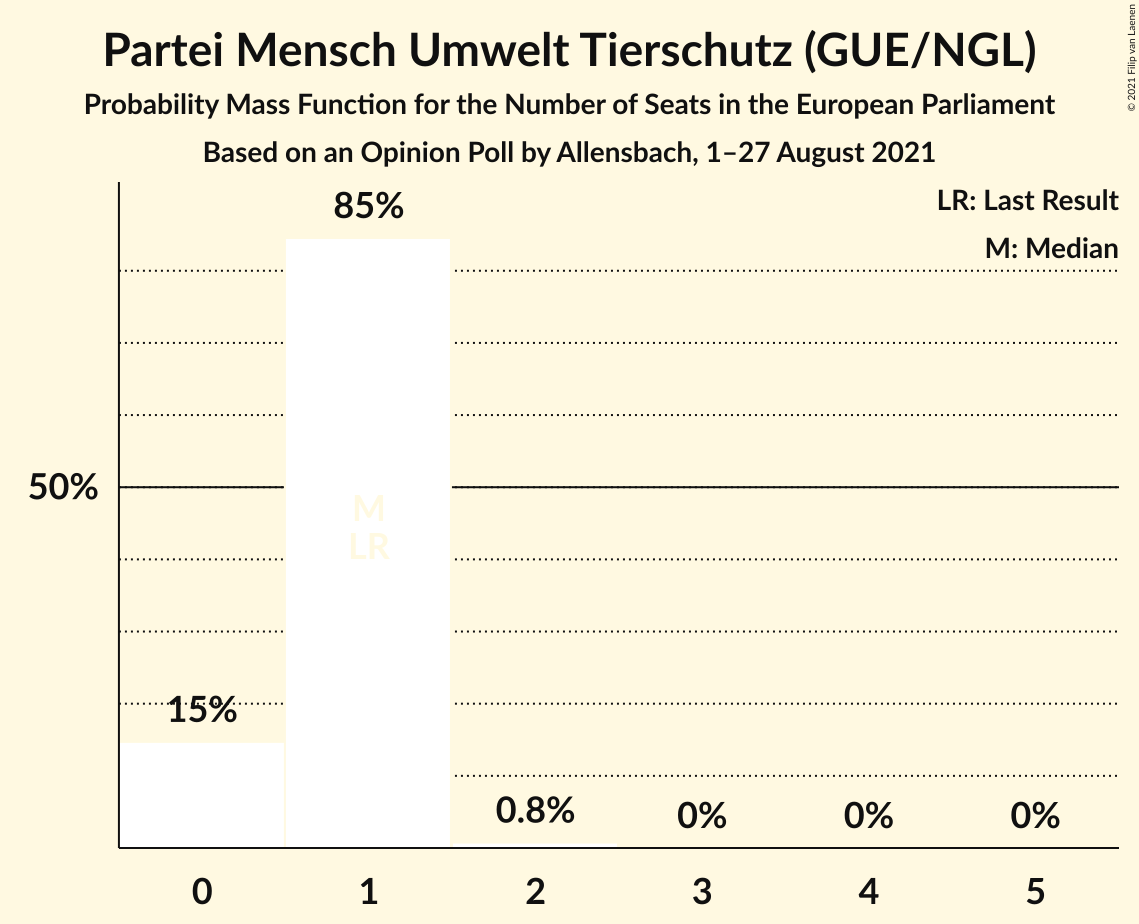 Partei Mensch Umwelt Tierschutz (GUE/NGL)
Probability Mass Function for the Number of Seats in the European Parliament
Based on an Opinion Poll by Allensbach, 1–27 August 2021
© 2021 Filip van Laenen
LR: Last Result
M: Median
85%
50%
M
LR
15%
0.8%
0%
0%
0%
0
1
2
3
4
5